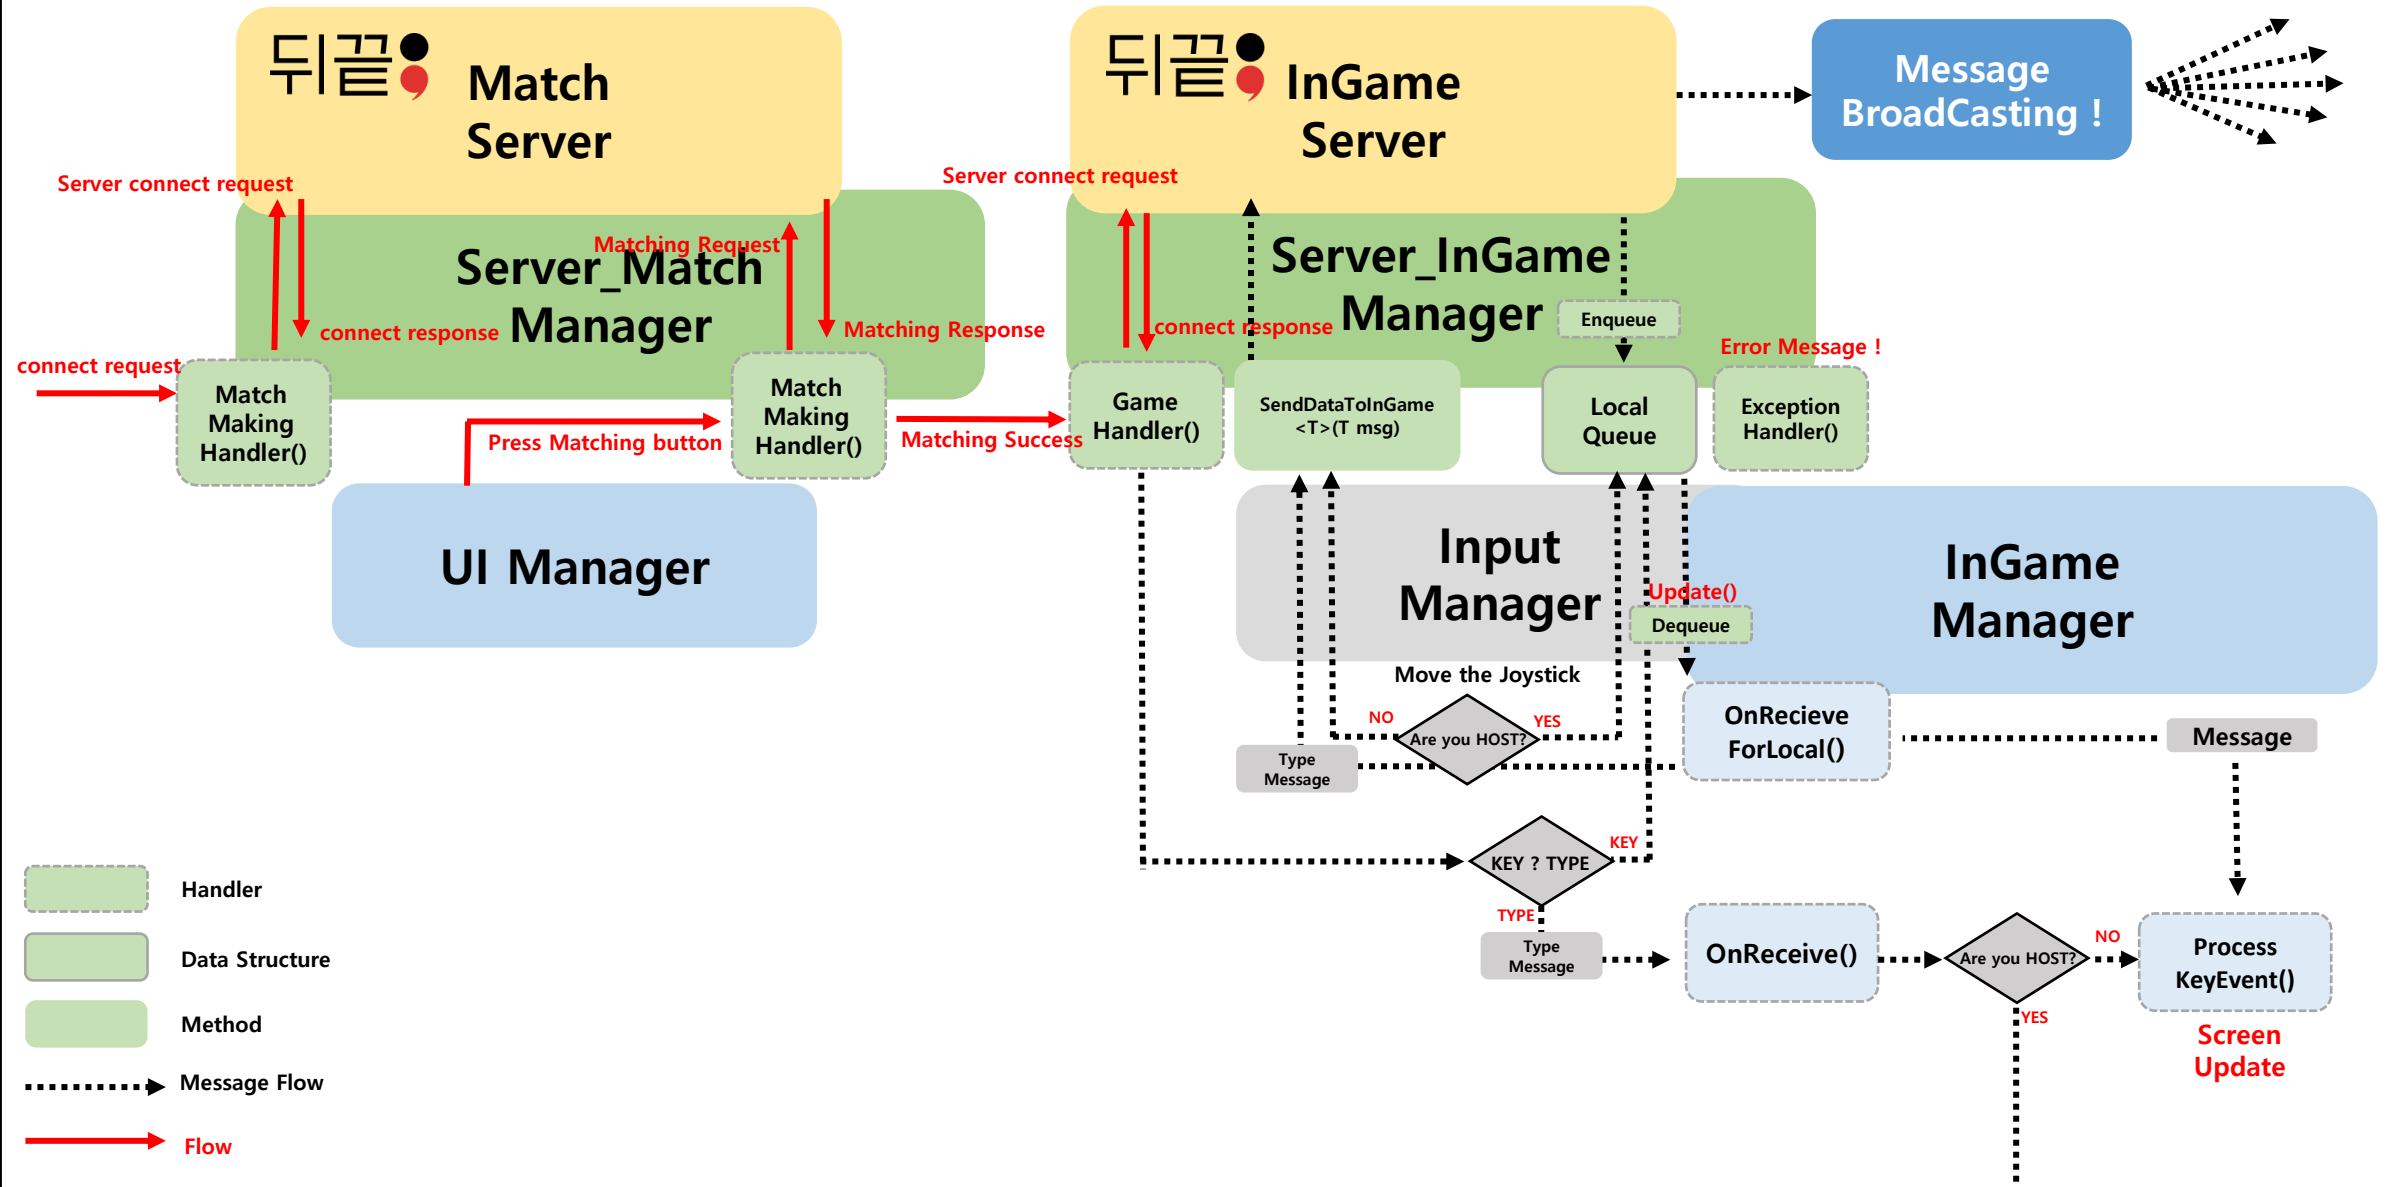 뒤끝
Match
Server
뒤끝
InGame
Server
Message
BroadCasting !
Server connect request
Server connect request
Matching Request
Server_Match
Manager
connect response
Matching Response
Server_InGame
Manager
connect response
Enqueue
Error Message !
connect request
Match
Making
Handler()
Match
Making
Handler()
Press Matching button
Matching Success
Game
Handler()
SendDataToInGame
<T>(T msg)
Local
Queue
Exception
Handler()
UI Manager
Input
Manager
Update()
Dequeue
InGame
Manager
Move the Joystick
NO
Are you HOST?
YES
Type
Message
OnRecieve
ForLocal()
Message
KEY ? TYPE
KEY
TYPE
Type
Message
OnReceive()
Are you HOST?
NO
YES
Process
KeyEvent()
Screen
Update
Handler
Data Structure
Method
Message Flow
Flow